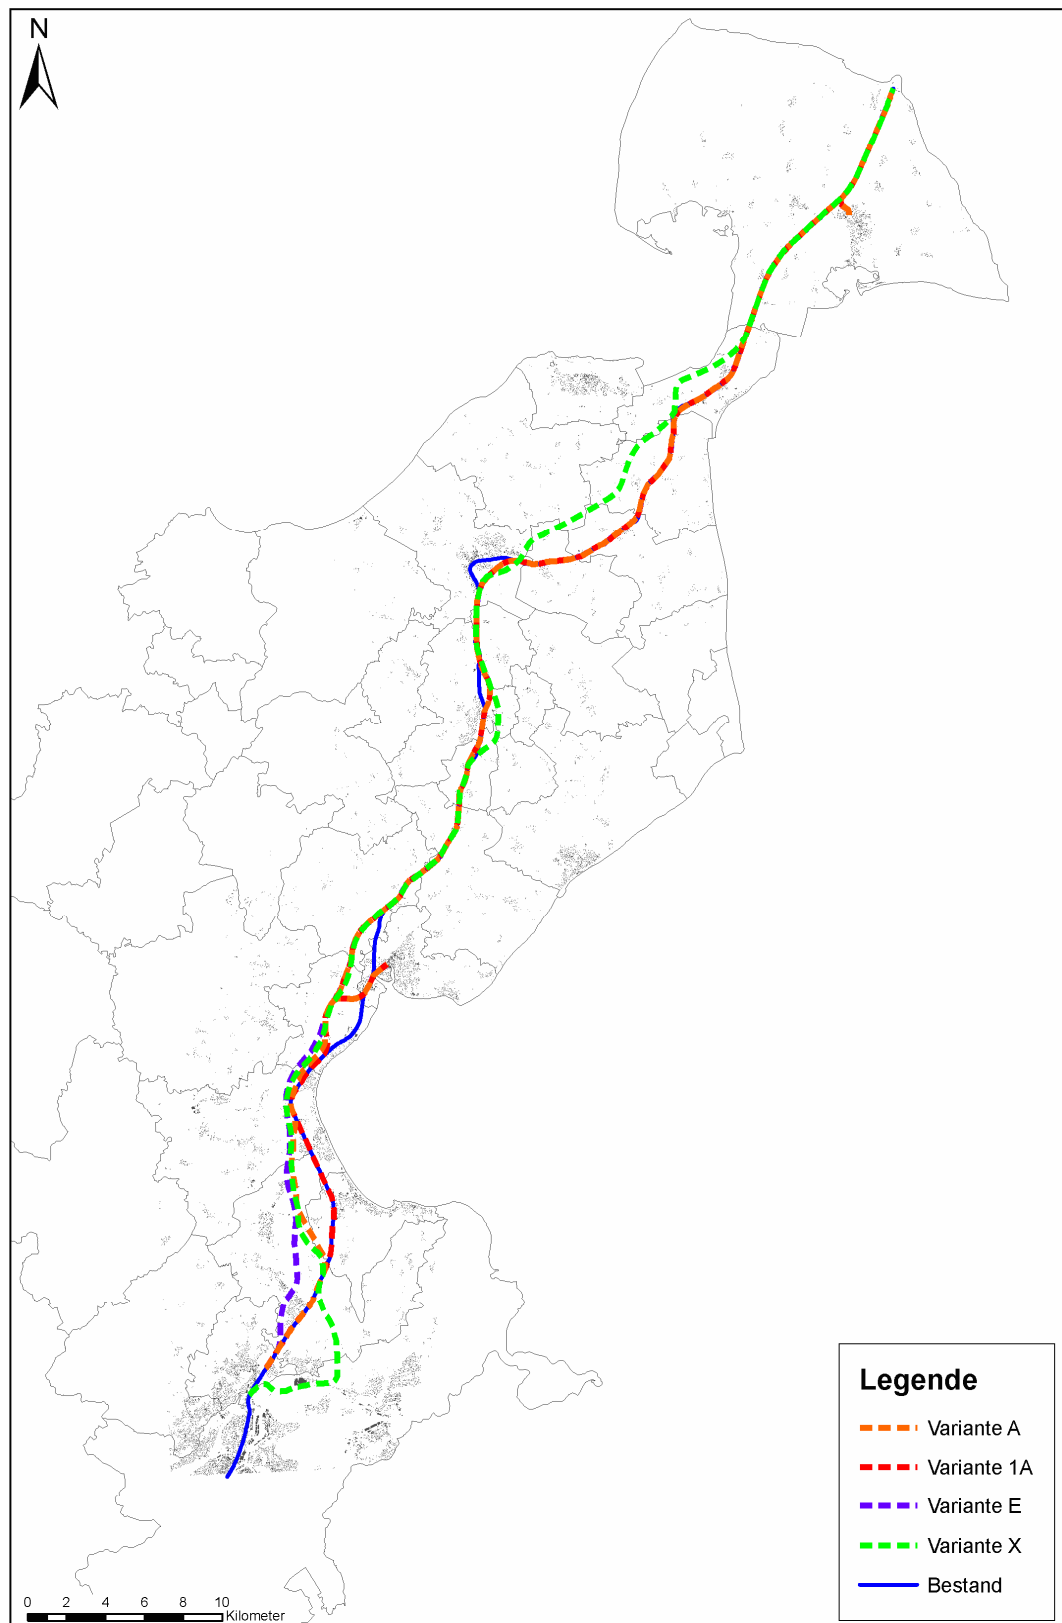 N
Legende
Variante A
Variante 1A
Variante E
Variante X
Bestand
0 2 4 6 8 10
Kilometer